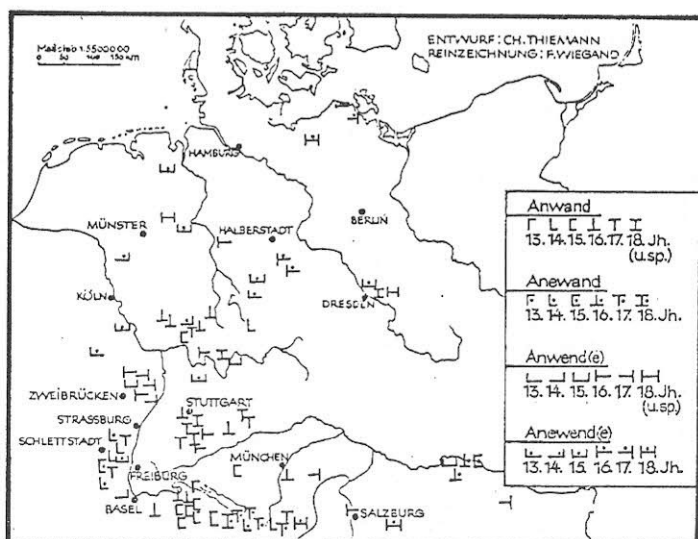 Maßstab 1:5500000
0 50 100 150 km
ENTWURF: CH. THIEMANN
REINZEICHNUNG: F. WIEGAND
HAMBURG
MÜNSTER
HALBERSTADT
BERLIN
KÖLN
DRESDEN
ZWEIBRÜCKEN
STUTTGART
STRASSBURG
SCHLETTSTADT
FREIBURG
MÜNCHEN
BASEL
SALZBURG
Anwand
13. 14. 15. 16. 17. 18. Jh.
(u.sp.)
Anewand
13. 14. 15. 16. 17. 18. Jh.
Anwend(e)
13. 14. 15. 16. 17. 18. Jh.
(u.sp.)
Anewend(e)
13. 14. 15. 16. 17. 18. Jh.